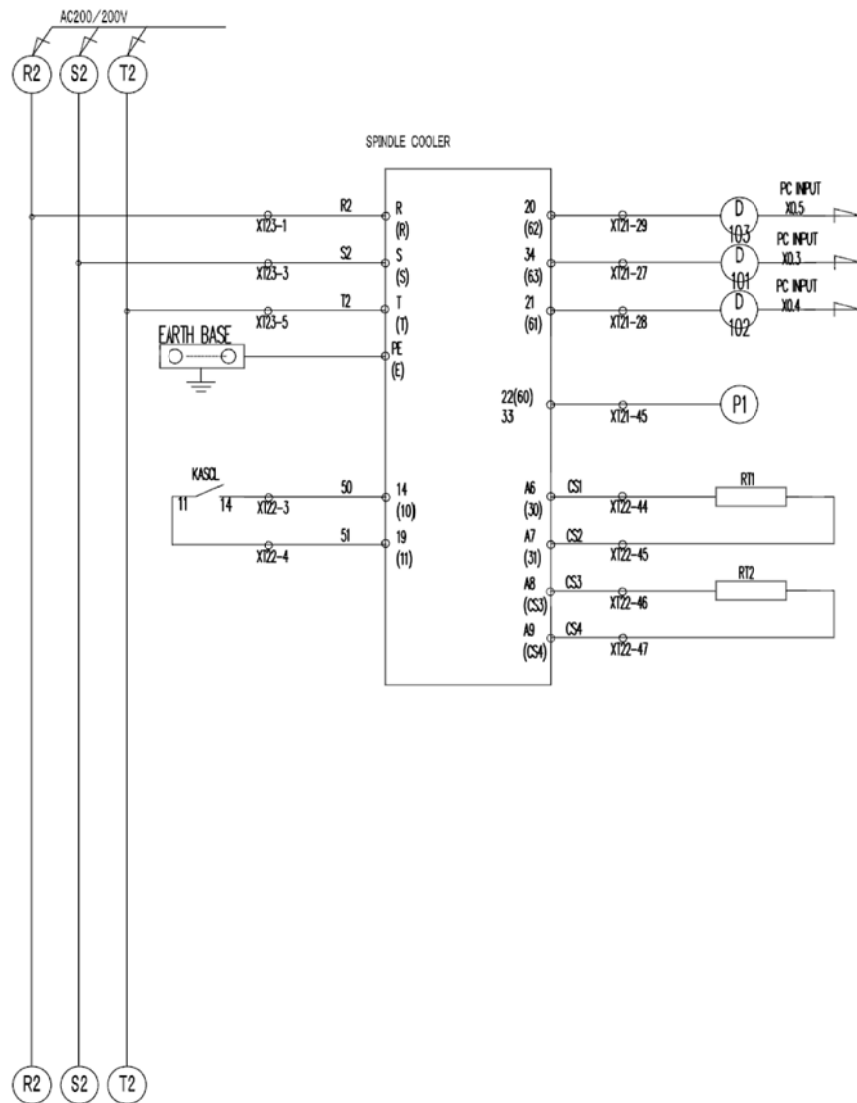 AC200/200V
R2 S2 T2
SPINDLE COOLER
R2 R 20
XT23-1 (R) (62) XT21-29
D 103 PC INPUT X0.5
S2 S 34
XT23-3 (S) (63) XT21-27
D 101 PC INPUT X0.3
T2 T 21
XT23-5 (T) (61) XT21-28
D 102 PC INPUT X0.4
EARTH BASE
PE
(E)
22(60)
33
XT21-45
P1
KASCL
11 14 XT22-3 50 14
(10)
XT22-4 51 19
(11)
A6 CS1 RT1
(30) XT22-44
A7 CS2
(31) XT22-45
A8 CS3 RT2
(CS3) XT22-46
A9 CS4
(CS4) XT22-47
R2 S2 T2